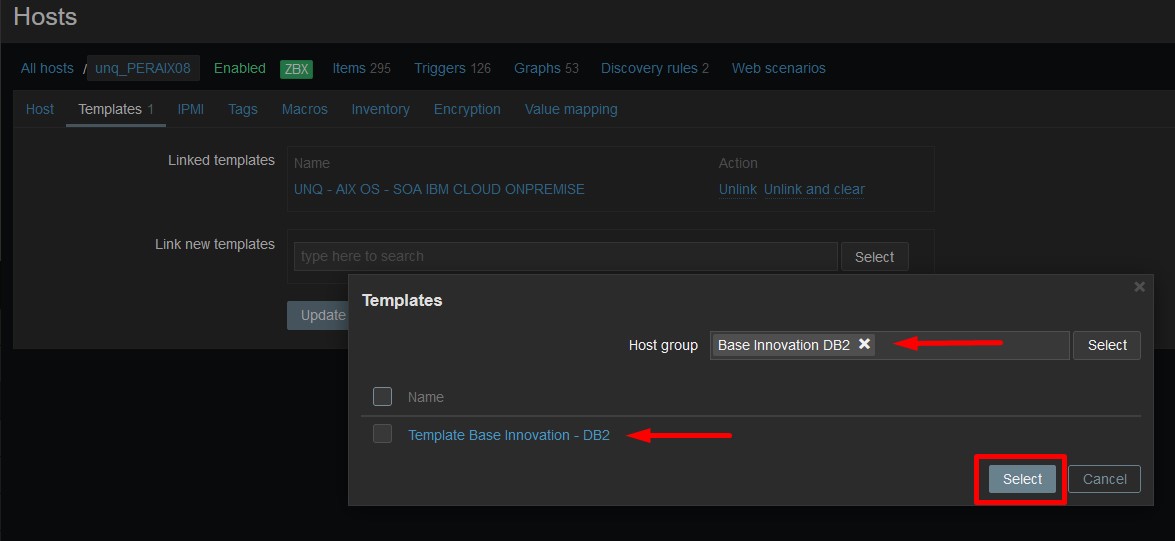 Hosts
All hosts / unq_PERAIX08 Enabled ZBX Items 295 Triggers 126 Graphs 53 Discovery rules 2 Web scenarios
Host Templates 1 IPMI Tags Macros Inventory Encryption Value mapping
Linked templates Name Action
UNQ - AIX OS - SOA IBM CLOUD ONPREMISE Unlink Unlink and clear
Link new templates type here to search Select
Templates
Update
Host group Base Innovation DB2 Select
Name
Template Base Innovation - DB2
Select Cancel